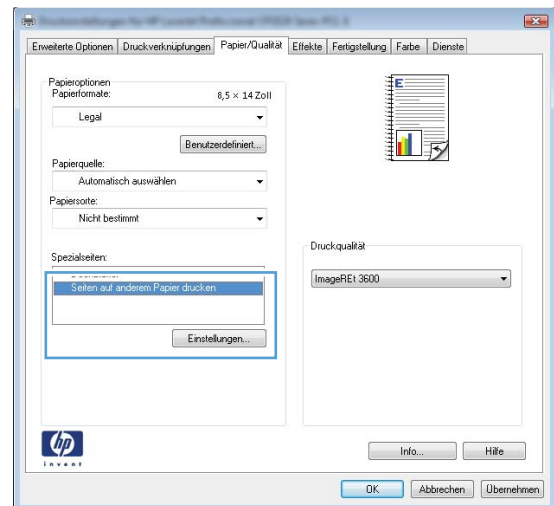 Erweiterte Optionen Druckverknüpfungen Papier/Qualität Effekte Fertigstellung Farbe Dienste
Papieroptionen
Papierformate: 8,5 × 14 Zoll
Legal
Benutzerdefiniert...
Papierquelle:
Automatisch auswählen
Papiersorte:
Nicht bestimmt
Spezialseiten:
Seiten auf anderem Papier drucken
Einstellungen...
E
Druckqualität
ImageREt 3600
hp
invent
Info... Hilfe
OK Abbrechen Übernehmen